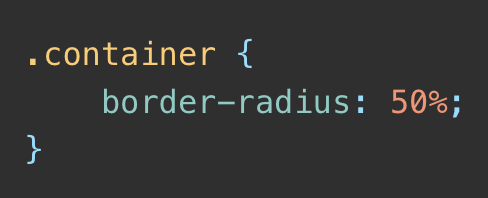 .container {
    border-radius: 50%;
}